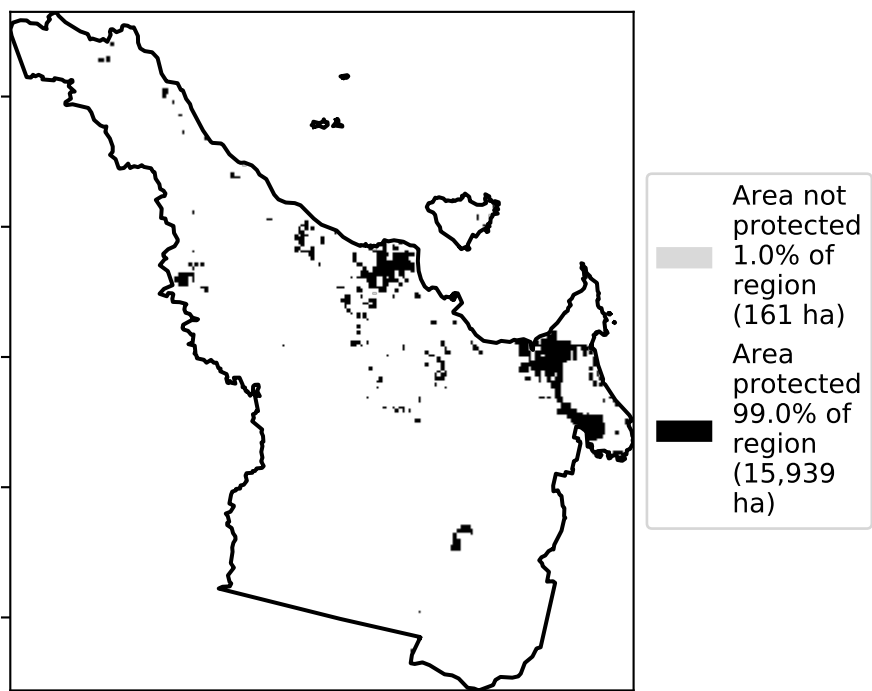 Area not
protected
1.0% of
region
(161 ha)
Area
protected
99.0% of
region
(15,939
ha)